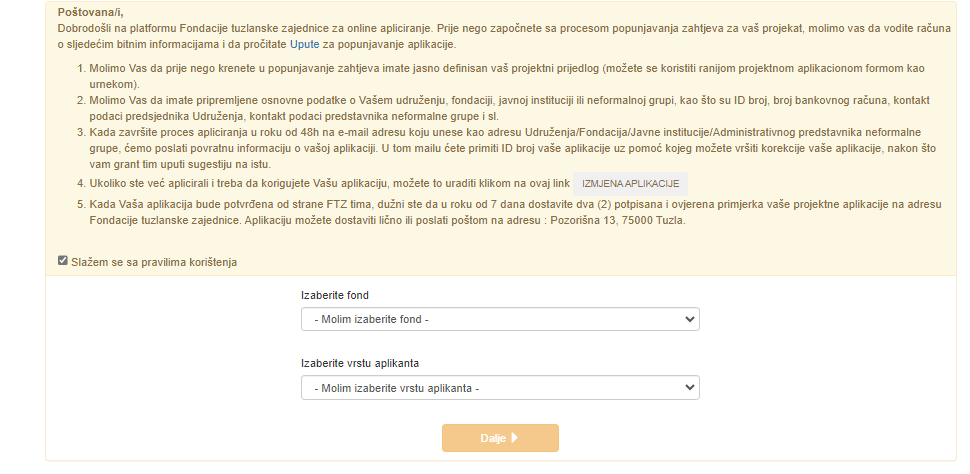 Poštovana/i,
Dobrodošli na platformu Fondacije tuzlanske zajednice za online apliciranje. Prije nego započnete sa procesom popunjavanja zahtjeva za vaš projekat, molimo vas da vodite računa
o sljedećim bitnim informacijama i da pročitate Upute za popunjavanje aplikacije.
1. Molimo Vas da prije nego krenete u popunjavanje zahtjeva imate jasno definisan vaš projektni prijedlog (možete se koristiti ranijom projektnom aplikacionom formom kao
urnekom).
2. Molimo Vas da imate pripremljene osnovne podatke o Vašem udruženju, fondaciji, javnoj instituciji ili neformalnoj grupi, kao što su ID broj, broj bankovnog računa, kontakt
podaci predsjednika Udruženja, kontakt podaci predstavnika neformalne grupe i sl.
3. Kada završite proces apliciranja u roku od 48h na e-mail adresu koju unese kao adresu Udruženja/Fondacija/Javne institucije/Administrativnog predstavnika neformalne
grupe, ćemo poslati povratnu informaciju o vašoj aplikaciji. U tom mailu ćete primiti ID broj vaše aplikacije uz pomoć kojeg možete vršiti korekcije vaše aplikacije, nakon što
vam grant tim uputi sugestiju na istu.
4. Ukoliko ste već aplicirali i treba da korigujete Vašu aplikaciju, možete to uraditi klikom na ovaj link IZMJENA APLIKACIJE
5. Kada Vaša aplikacija bude potvrđena od strane FTZ tima, dužni ste da u roku od 7 dana dostavite dva (2) potpisana i ovjerena primjerka vaše projektne aplikacije na adresu
Fondacije tuzlanske zajednice. Aplikaciju možete dostaviti lično ili poslati poštom na adresu : Pozorišna 13, 75000 Tuzla.
Slažem se sa pravilima korištenja
Izaberite fond
- Molim izaberite fond -
Izaberite vrstu aplikanta
- Molim izaberite vrstu aplikanta -
Dalje